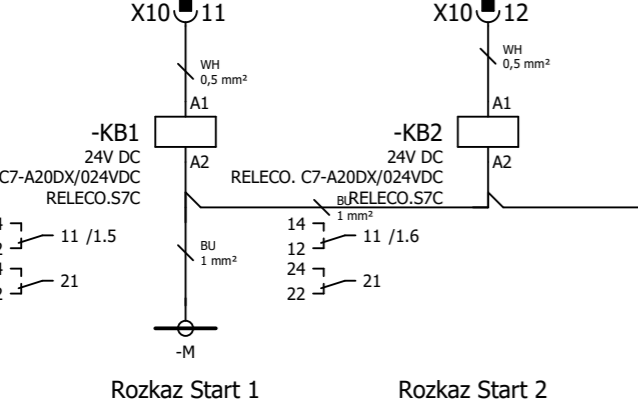 X10 11
X10 12
WH
0,5 mm²
WH
0,5 mm²
A1
A1
-KB1
-KB2
24V DC
24V DC
A2
A2
C7-A20DX/024VDC
RELECO. C7-A20DX/024VDC
RELECO.S7C
RELECO.S7C
BU
1 mm²
14
11 /1.5
11 /1.6
12
24
21
21
22
BU
1 mm²
-M
Rozkaz Start 1
Rozkaz Start 2